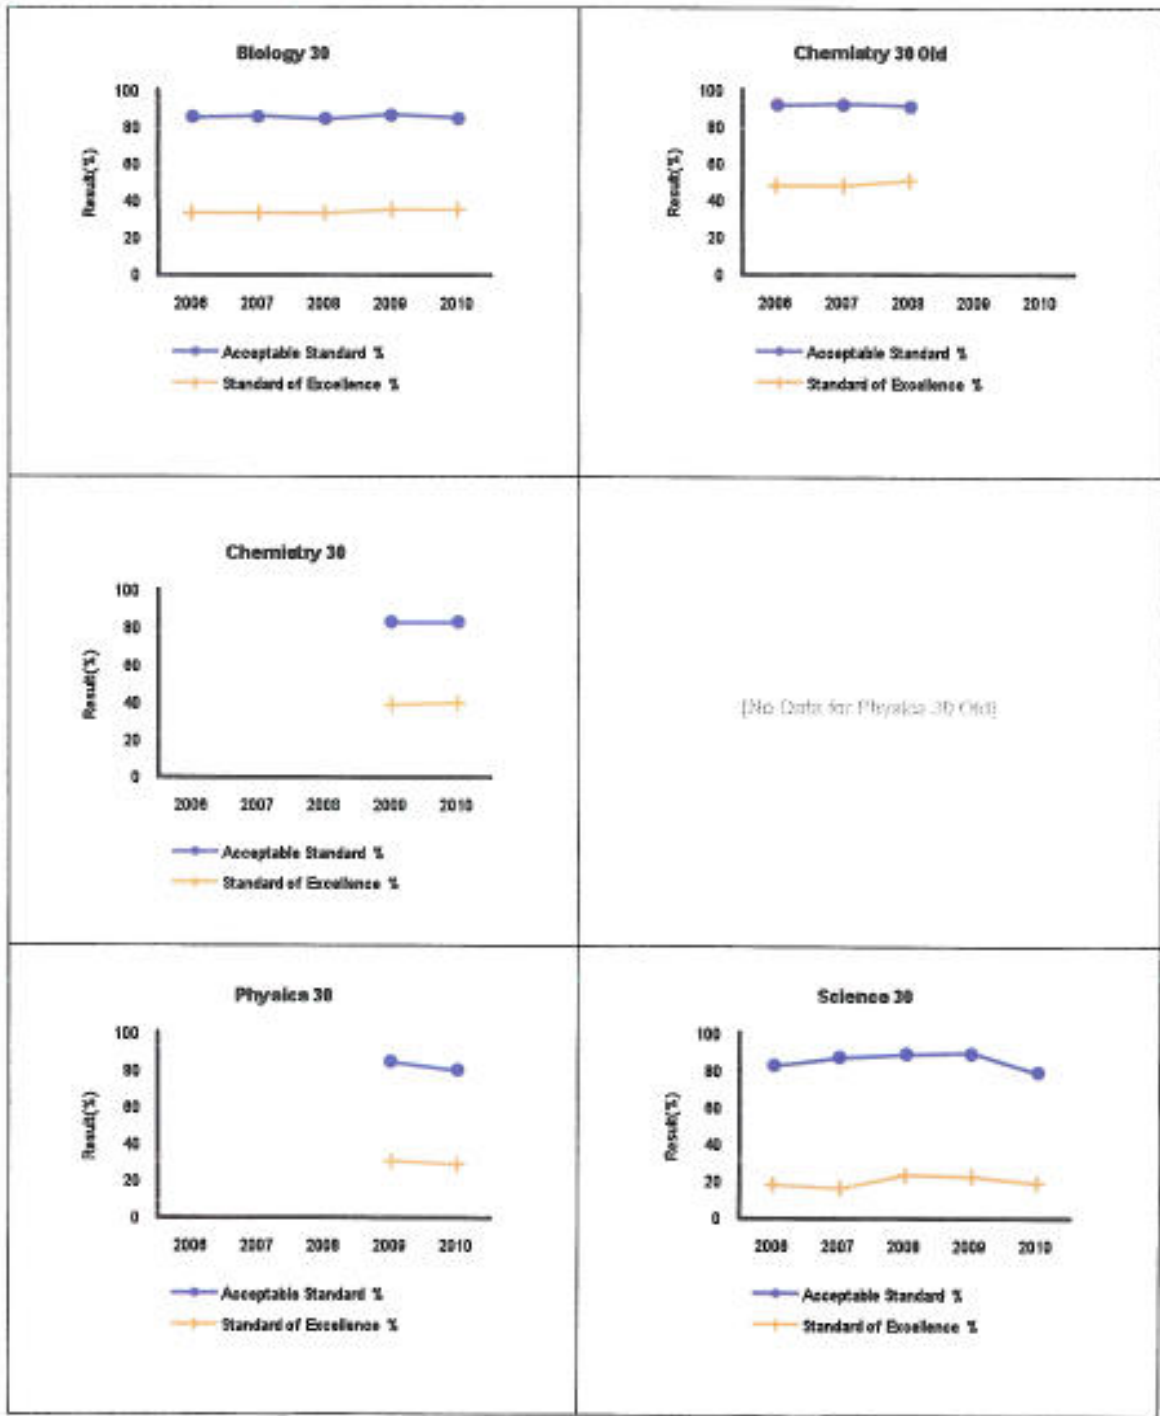 Biology 30
Result(%)
100
80
60
40
20
0
2006 2007 2008 2009 2010
Acceptable Standard %
Standard of Excellence %
Chemistry 30 Old
Result(%)
100
80
60
40
20
0
2006 2007 2008 2009 2010
Acceptable Standard %
Standard of Excellence %
Chemistry 30
Result(%)
100
80
60
40
20
0
2006 2007 2008 2009 2010
Acceptable Standard %
Standard of Excellence %
[No Data for Physics 30 Old]
Physics 30
Result(%)
100
80
60
40
20
0
2006 2007 2008 2009 2010
Acceptable Standard %
Standard of Excellence %
Science 30
Result(%)
100
80
60
40
20
0
2006 2007 2008 2009 2010
Acceptable Standard %
Standard of Excellence %